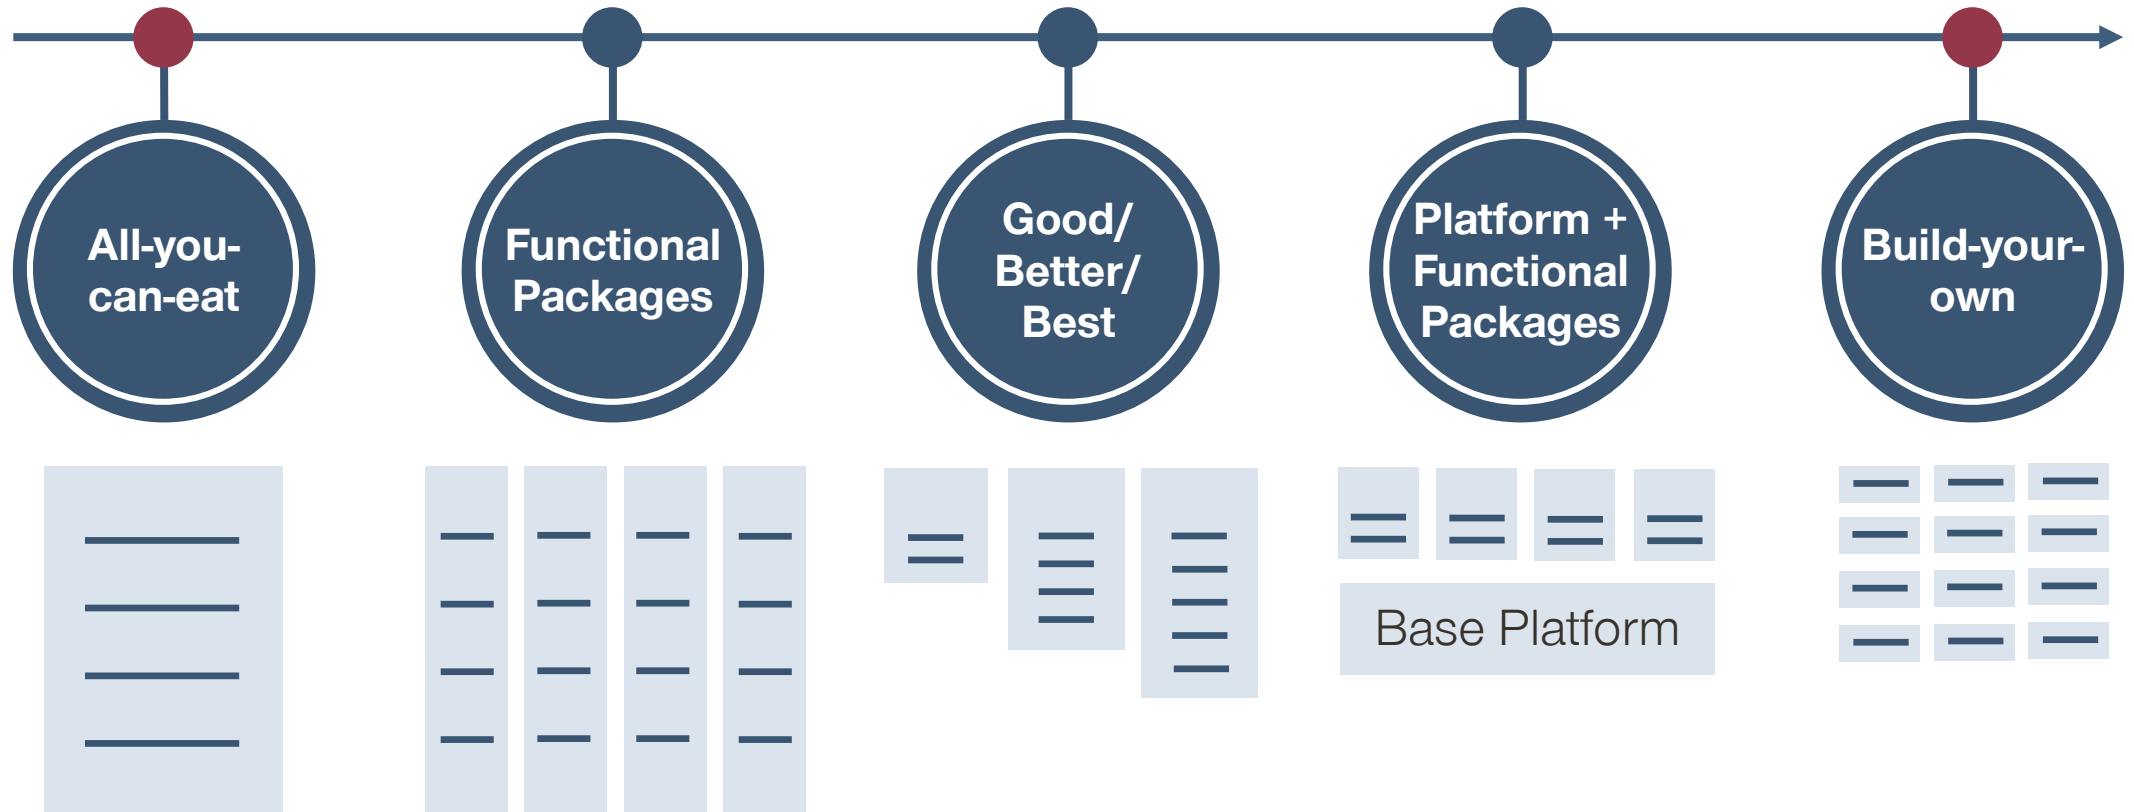 All-you-
can-eat
Functional
Packages
Good/
Better/
Best
Platform +
Functional
Packages
Build-your-
own
Base Platform